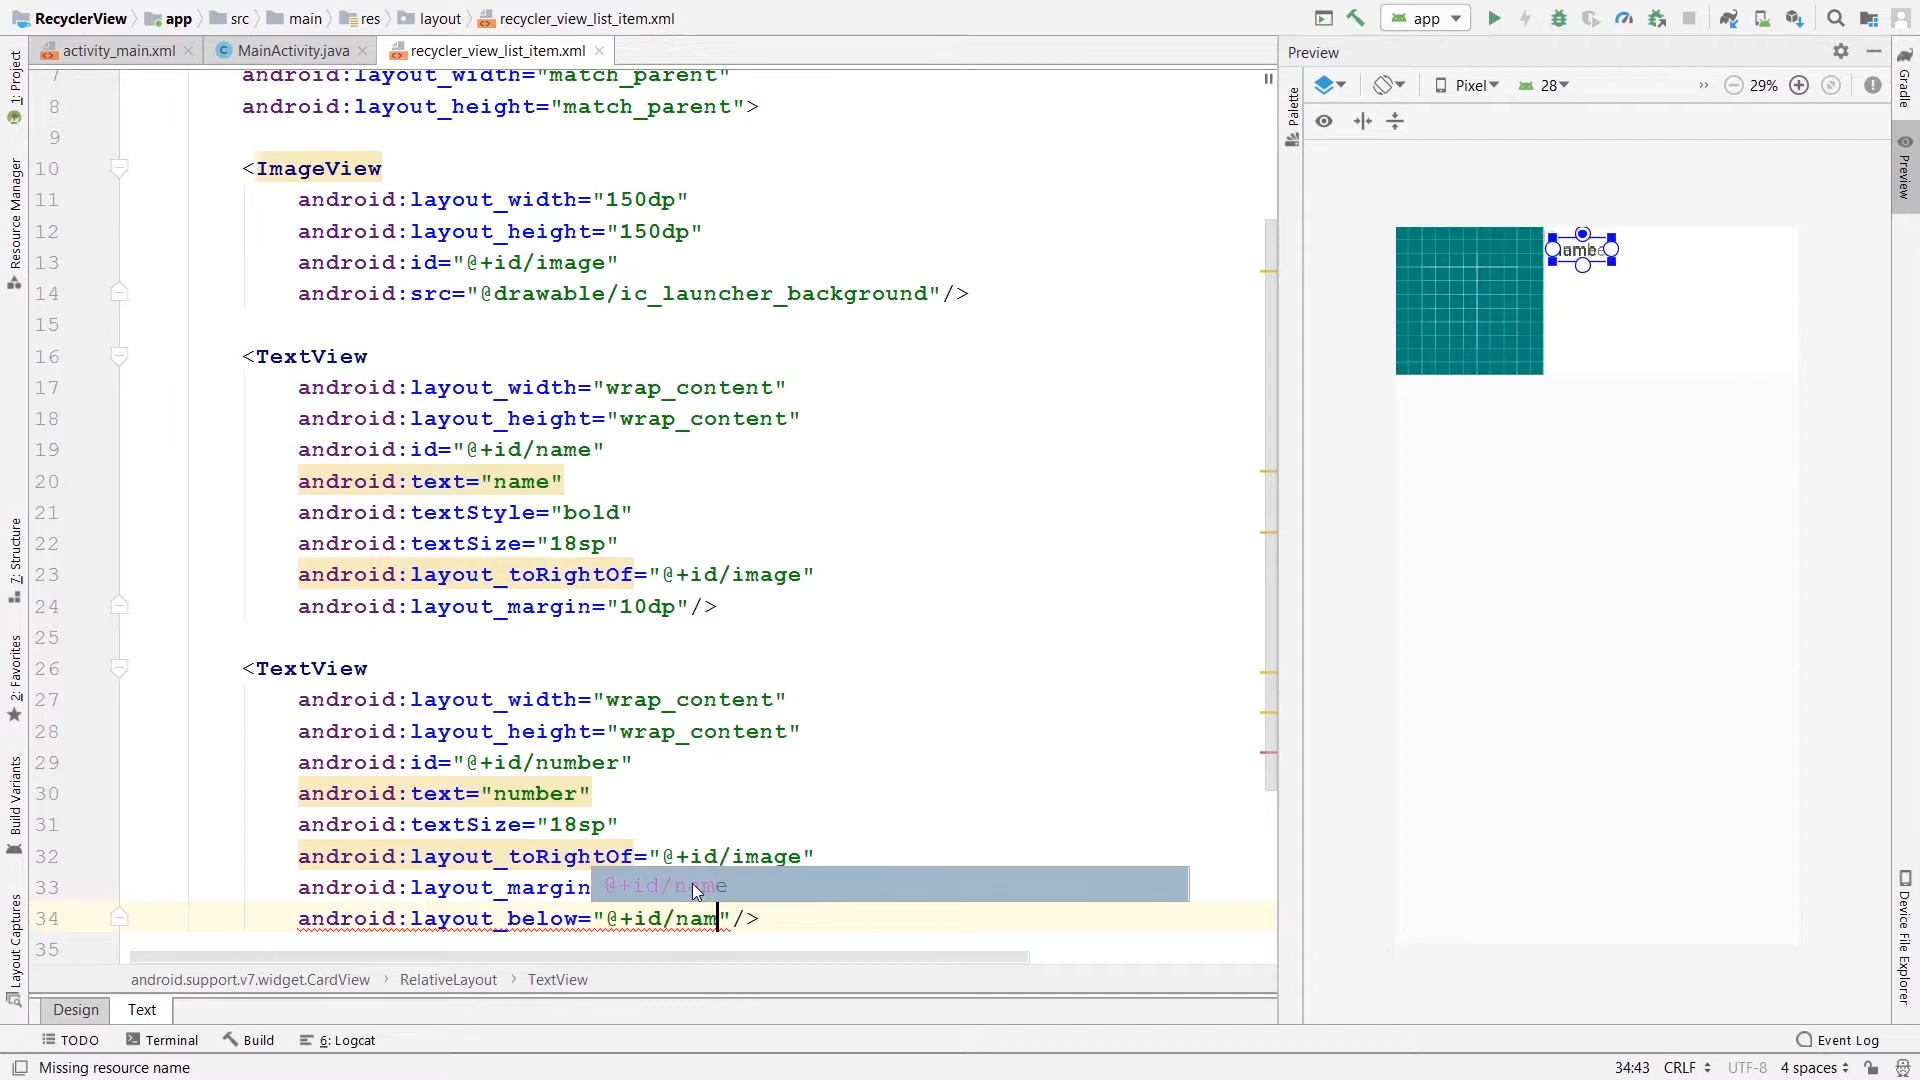 RecyclerView app src main res layout recycler_view_list_item.xml app
activity_main.xml MainActivity.java recycler_view_list_item.xml
Preview
Pixel 28 29%
1: Project
Resource Manager
7: Structure
2: Favorites
Build Variants
Layout Captures
Palette
Gradle
Preview
Device File Explorer
7 android:layout_width="match_parent"
8 android:layout_height="match_parent">
9
10 <ImageView
11 android:layout_width="150dp"
12 android:layout_height="150dp"
13 android:id="@+id/image"
14 android:src="@drawable/ic_launcher_background"/>
15
16 <TextView
17 android:layout_width="wrap_content"
18 android:layout_height="wrap_content"
19 android:id="@+id/name"
20 android:text="name"
21 android:textStyle="bold"
22 android:textSize="18sp"
23 android:layout_toRightOf="@+id/image"
24 android:layout_margin="10dp"/>
25
26 <TextView
27 android:layout_width="wrap_content"
28 android:layout_height="wrap_content"
29 android:id="@+id/number"
30 android:text="number"
31 android:textSize="18sp"
32 android:layout_toRightOf="@+id/image"
33 android:layout_margin
@+id/name
34 android:layout_below="@+id/nam"/>
35
android.support.v7.widget.CardView RelativeLayout TextView
Design Text
TODO Terminal Build 6: Logcat Event Log
Missing resource name 34:43 CRLF UTF-8 4 spaces